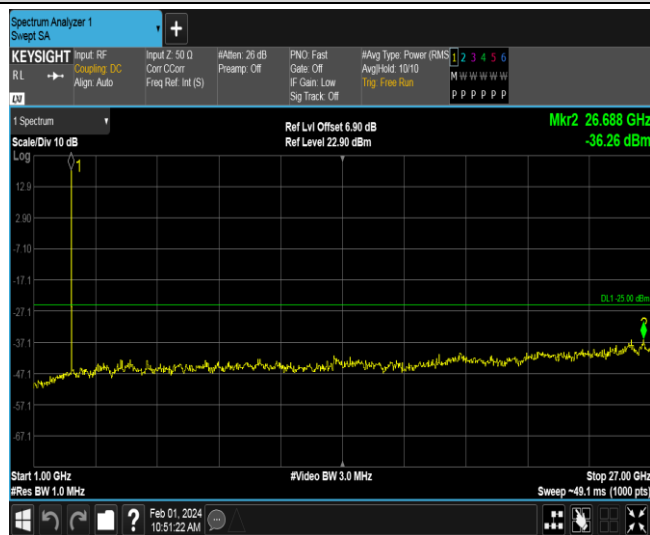 Spectrum Analyzer 1
Swept SA
+
KEYSIGHT
RL
LXI
Input: RF
Coupling: DC
Align: Auto
Input Z: 50 Ω
Corr CCorr
Freq Ref: Int (S)
#Atten: 26 dB
Preamp: Off
PNO: Fast
Gate: Off
IF Gain: Low
Sig Track: Off
#Avg Type: Power (RMS
Avg|Hold: 10/10
Trig: Free Run
1 2 3 4 5 6
M W W W W W
P P P P P P
1 Spectrum
Scale/Div 10 dB
Log
Ref Lvl Offset 6.90 dB
Ref Level 22.90 dBm
Mkr2 26.688 GHz
-36.26 dBm
1
12.9
2.90
-7.10
-17.1
DL1 -25.00 dBm
-27.1
2
-37.1
-47.1
-57.1
-67.1
Start 1.00 GHz
#Res BW 1.0 MHz
#Video BW 3.0 MHz
Stop 27.00 GHz
Sweep ~49.1 ms (1000 pts)
?
Feb 01, 2024
10:51:22 AM